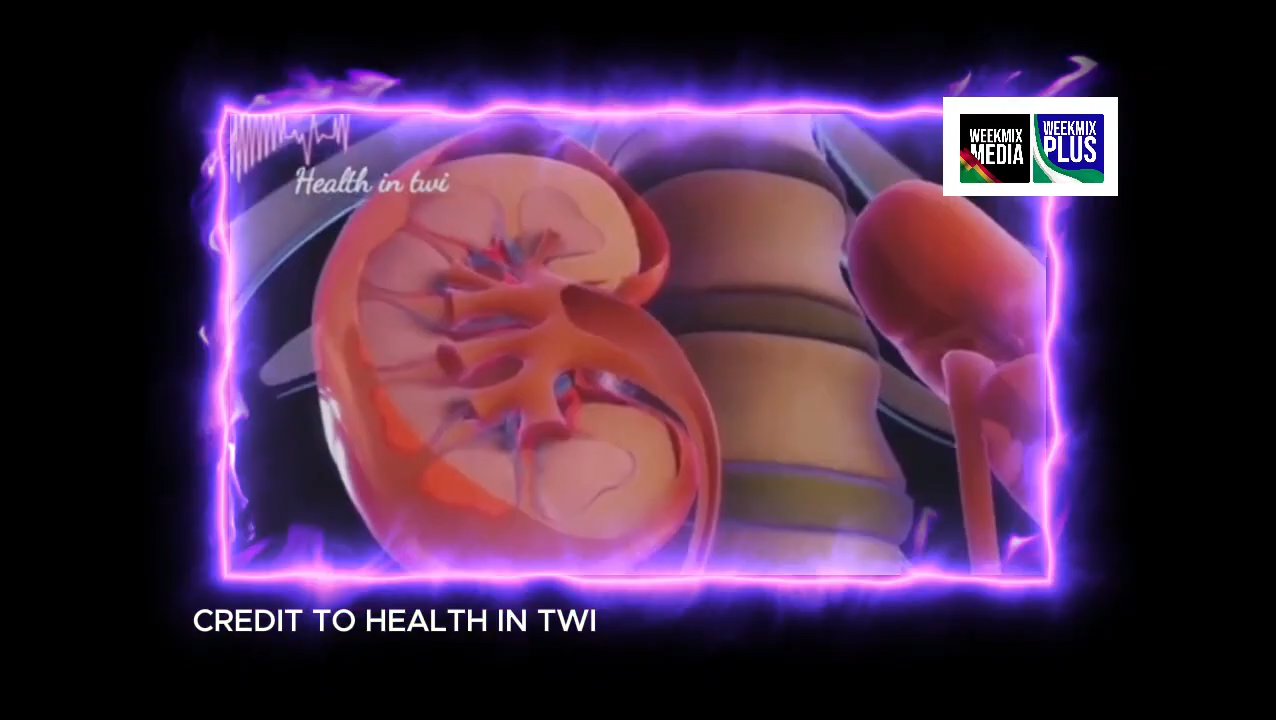 Health in twi
WEEKMIX
MEDIA
WEEKMIX
PLUS
CREDIT TO HEALTH IN TWI